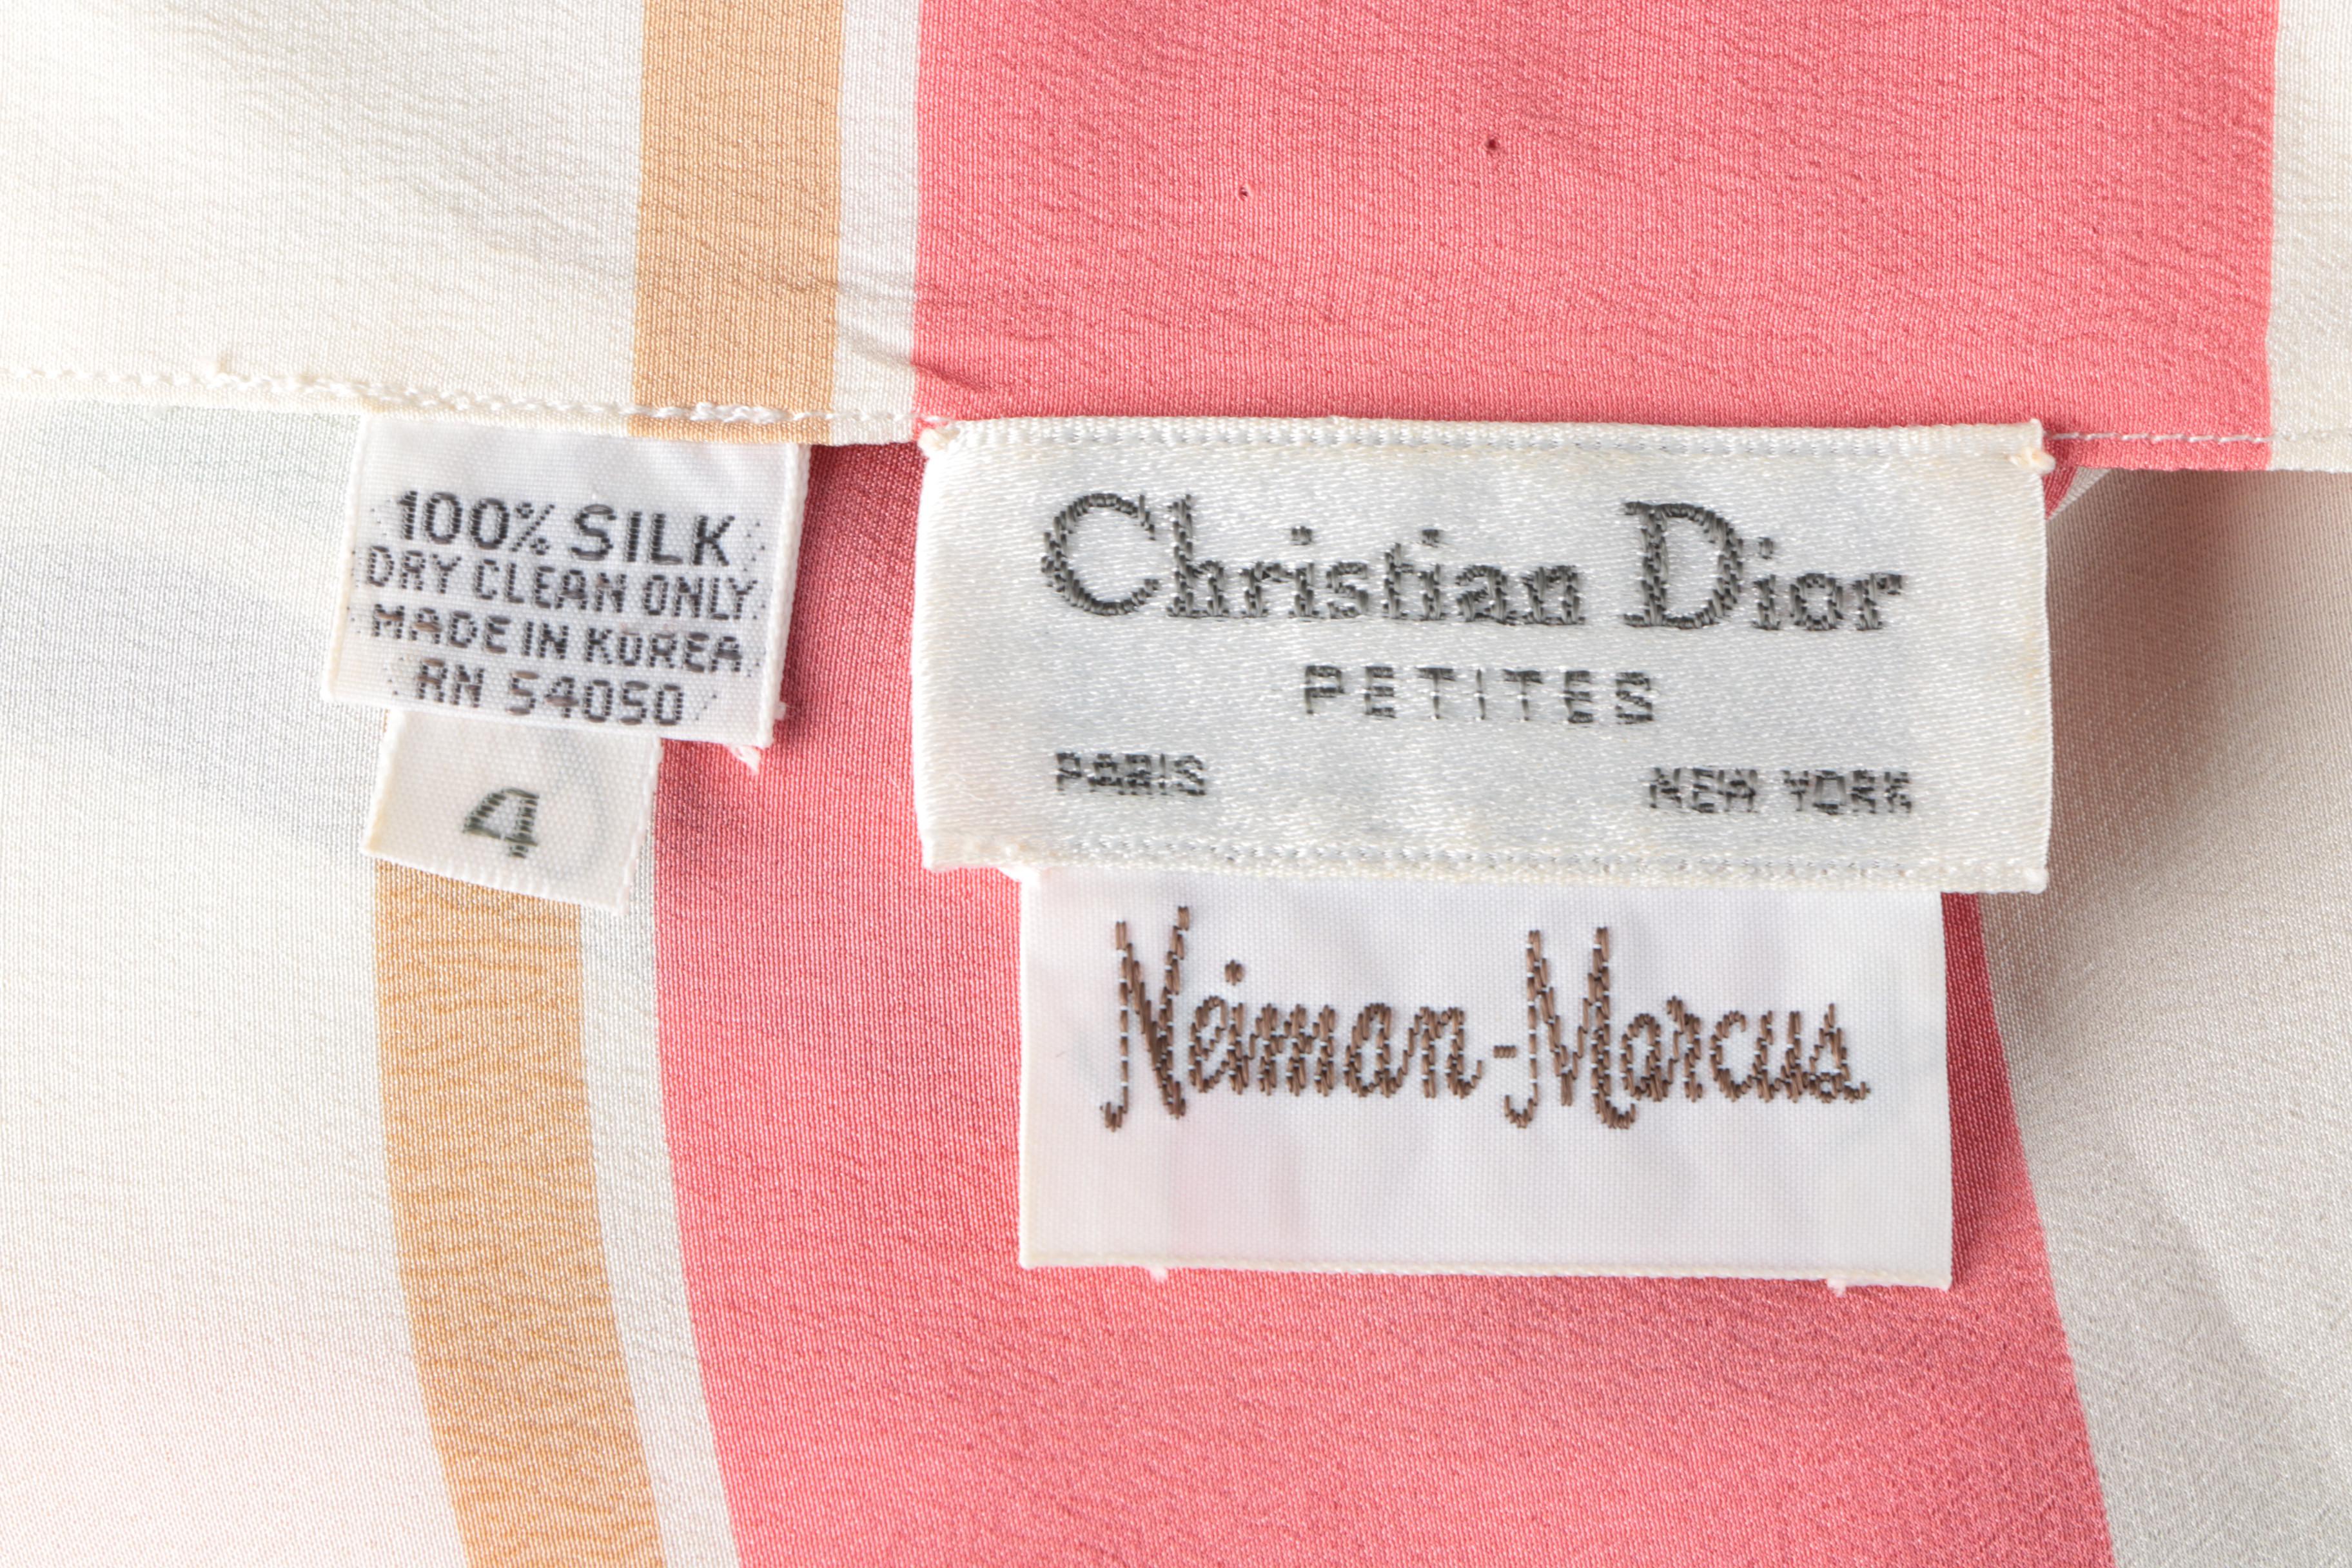 100% SILK
DRY CLEAN ONLY
MADE IN KOREA
RN 54050
4
Christian Dior
PETITES
PARIS NEW YORK
Neiman-Marcus